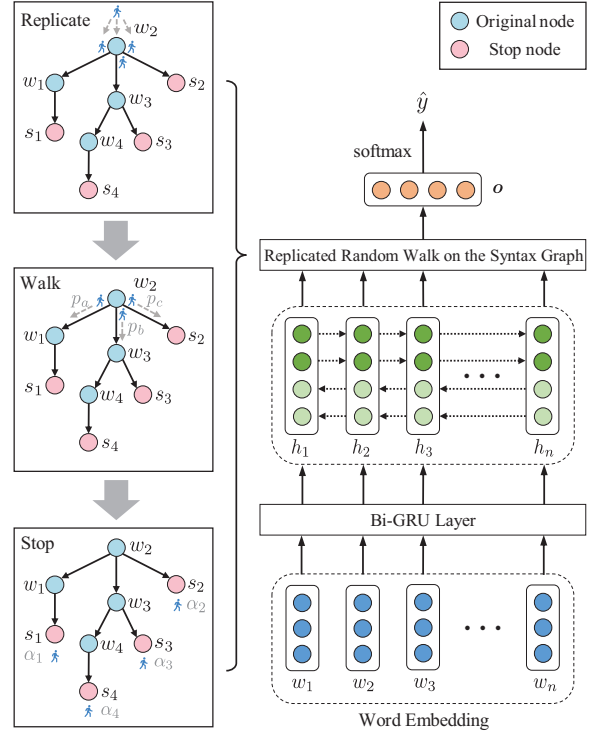 Replicate
w₂
w₁
s₂
w₃
s₁
w₄
s₃
s₄
Walk
w₂
pₐ
p_c
p_b
w₁
s₂
w₃
s₁
w₄
s₃
s₄
Stop
w₂
w₁
s₂
α₂
w₃
s₁
α₁
w₄
s₃
α₃
s₄
α₄
Original node
Stop node
ŷ
softmax
o
Replicated Random Walk on the Syntax Graph
· · ·
h₁ h₂ h₃ hₙ
Bi-GRU Layer
· · ·
w₁ w₂ w₃ wₙ
Word Embedding